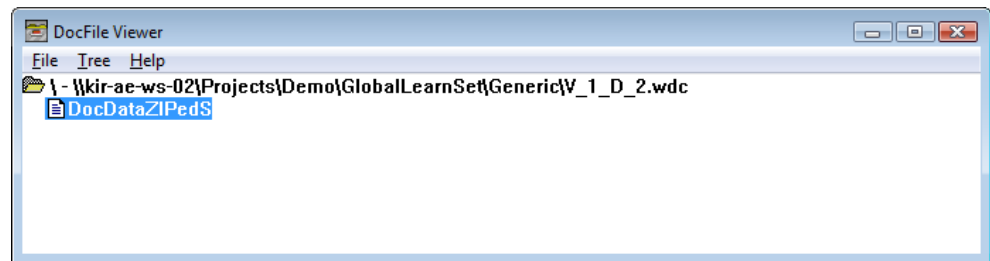 DocFile Viewer
File Tree Help
\ - \\kir-ae-ws-02\Projects\Demo\GlobalLearnSet\Generic\V_1_D_2.wdc
DocDataZIPedS